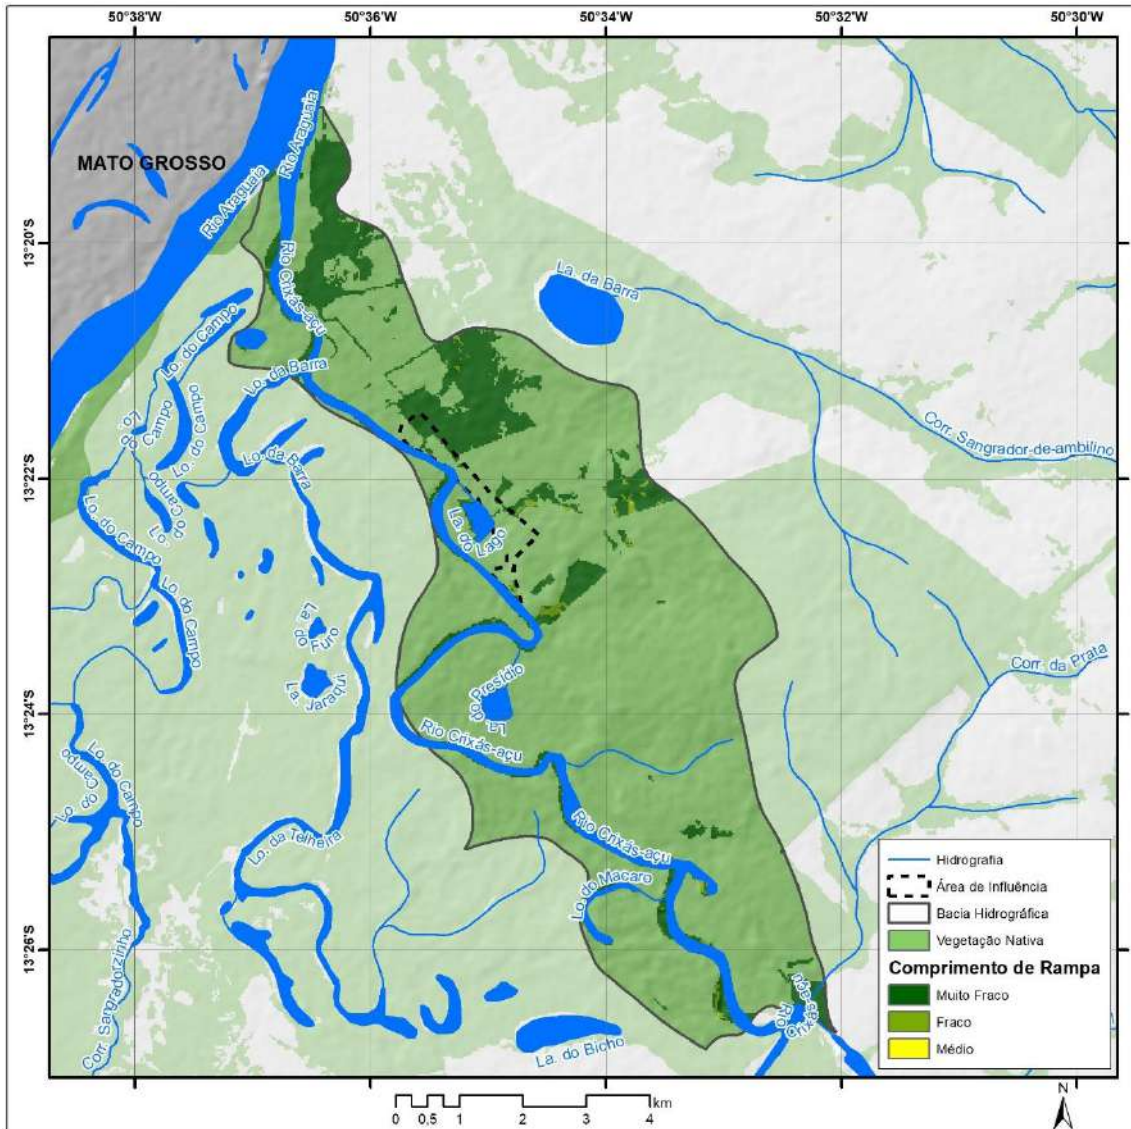 50°38'W
50°36'W
50°34'W
50°32'W
50°30'W
MATO GROSSO
Rio Araguaia
Rio Araguaia
13°20'S
Rio Crixás-açu
La. da Barra
Lo. do Campo
Lo. da Barra
Lo. do Campo
Lo. do Campo
Corr. Sangrador-de-ambilino
Lo. da Barra
13°22'S
Lo. do Campo
Lo. do Campo
La. do Lago
Lo. do Campo
La. do Furo
La. Jaraqui
La. do Presídio
Corr. da Prata
13°24'S
Rio Crixás-açu
Lo. do Campo
Lo. do Campo
Rio Crixás-açu
Lo. da Telheira
Lo. do Macaro
13°26'S
Corr. Sangradorzinho
Rio Crixás-açu
La. do Bicho
Hidrografia
Área de Influência
Bacia Hidrográfica
Vegetação Nativa
Comprimento de Rampa
Muito Fraco
Fraco
Médio
km
0 0,5 1 2 3 4
N